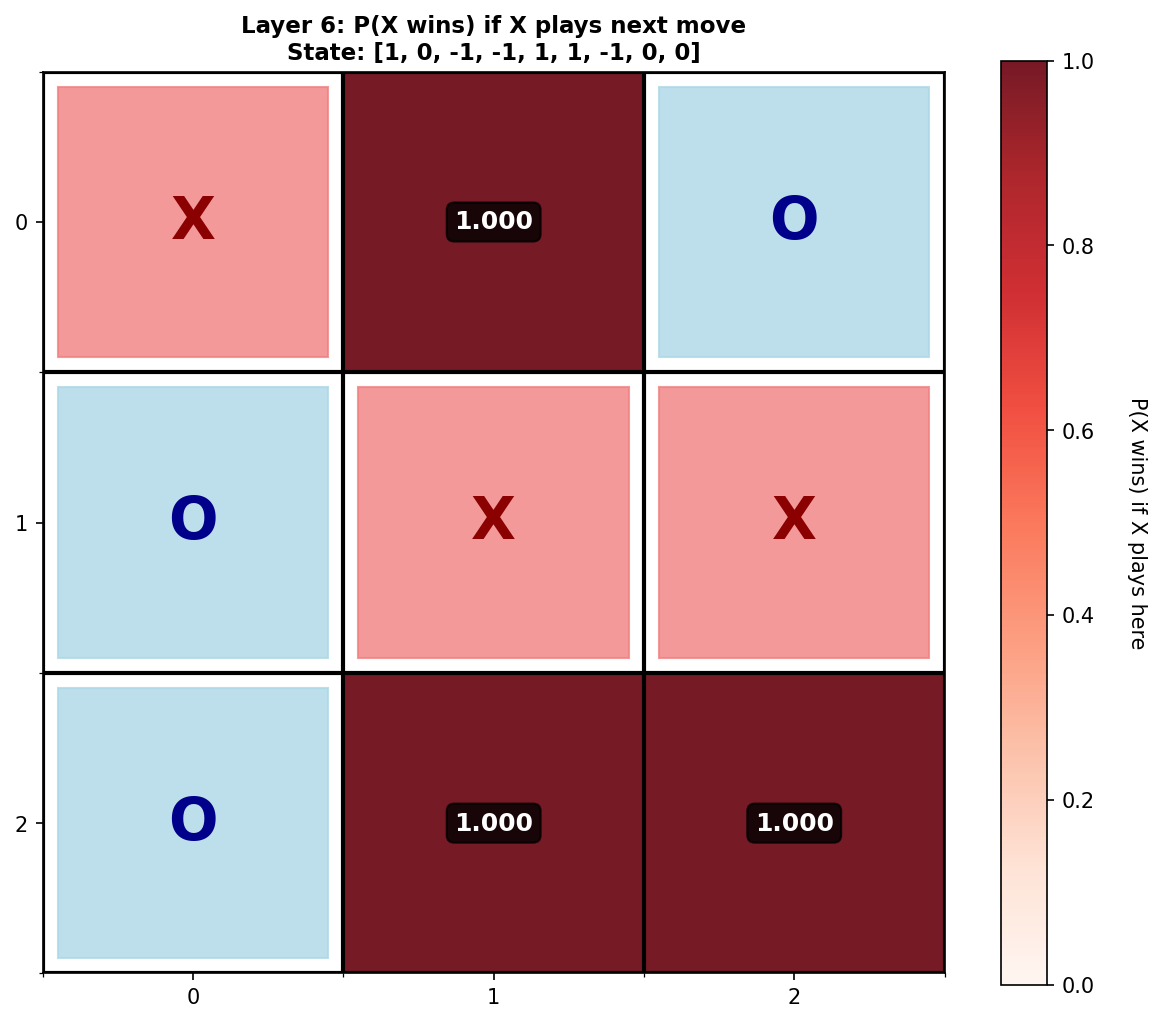 Layer 6: P(X wins) if X plays next move
State: [1, 0, -1, -1, 1, 1, -1, 0, 0]
0
X
1.000
O
1
O
X
X
2
O
1.000
1.000
0
1
2
1.0
0.8
0.6
0.4
0.2
0.0
P(X wins) if X plays here